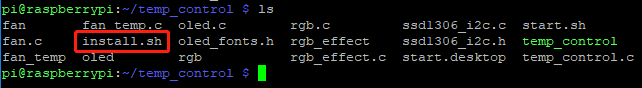 pi@raspberrypi:~/temp_control $ ls
fan fan_temp.c oled.c rgb.c ssd1306_i2c.c start.sh
fan.c install.sh oled_fonts.h rgb_effect ssd1306_i2c.h temp_control
fan_temp oled rgb rgb_effect.c start.desktop temp_control.c
pi@raspberrypi:~/temp_control $